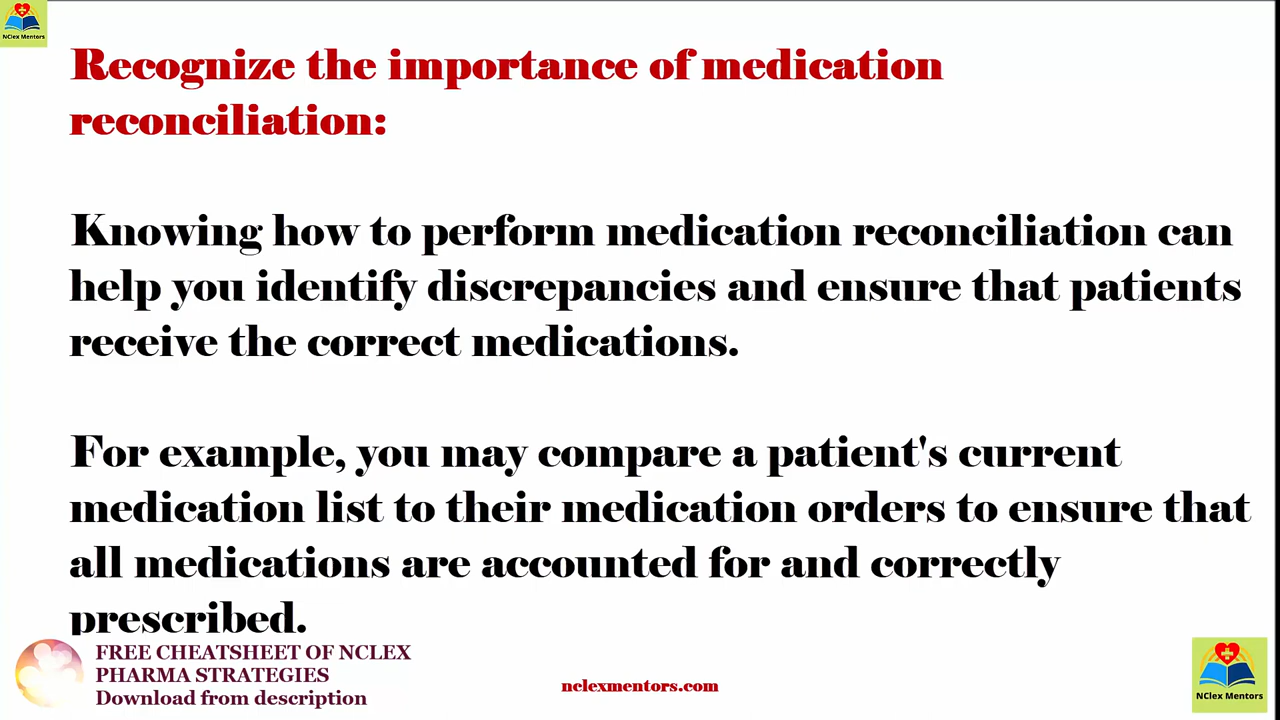 NClex Mentors
Recognize the importance of medication
reconciliation:
Knowing how to perform medication reconciliation can
help you identify discrepancies and ensure that patients
receive the correct medications.
For example, you may compare a patient's current
medication list to their medication orders to ensure that
all medications are accounted for and correctly
prescribed.
FREE CHEATSHEET OF NCLEX
PHARMA STRATEGIES
Download from description
nclexmentors.com
NClex Mentors